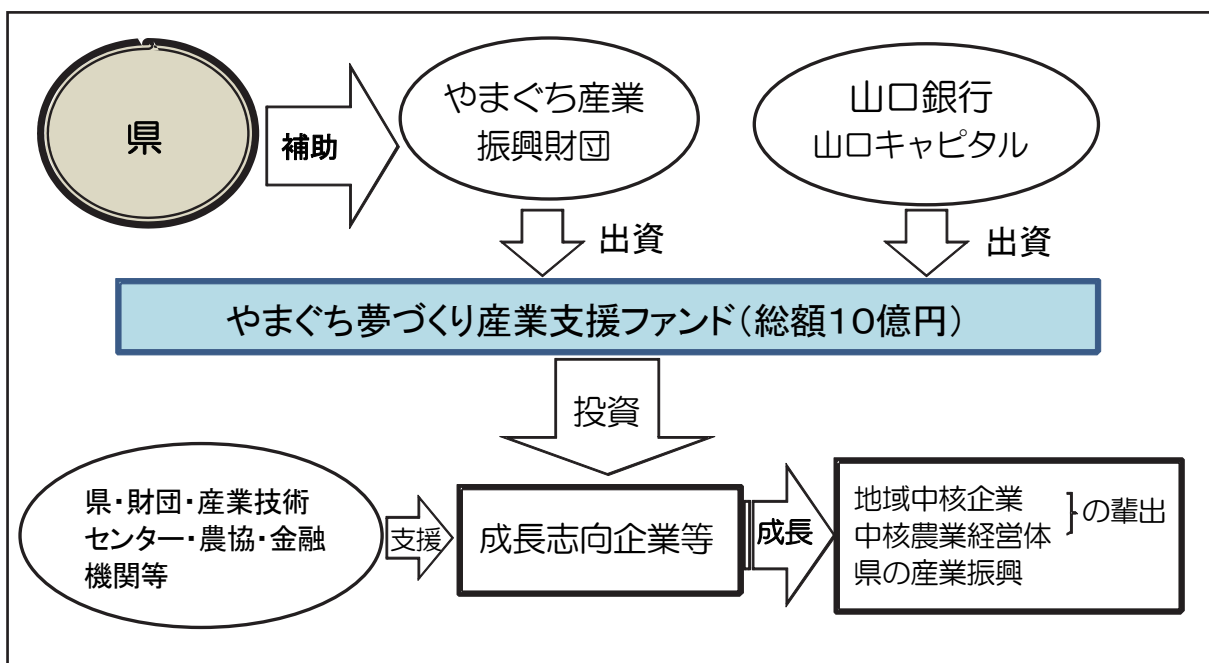 県
補助
やまぐち産業
振興財団
山口銀行
山口キャピタル
出資
出資
やまぐち夢づくり産業支援ファンド(総額10億円)
投資
県・財団・産業技術
センター・農協・金融
機関等
支援
成長志向企業等
成長
地域中核企業
中核農業経営体
}の輩出
県の産業振興